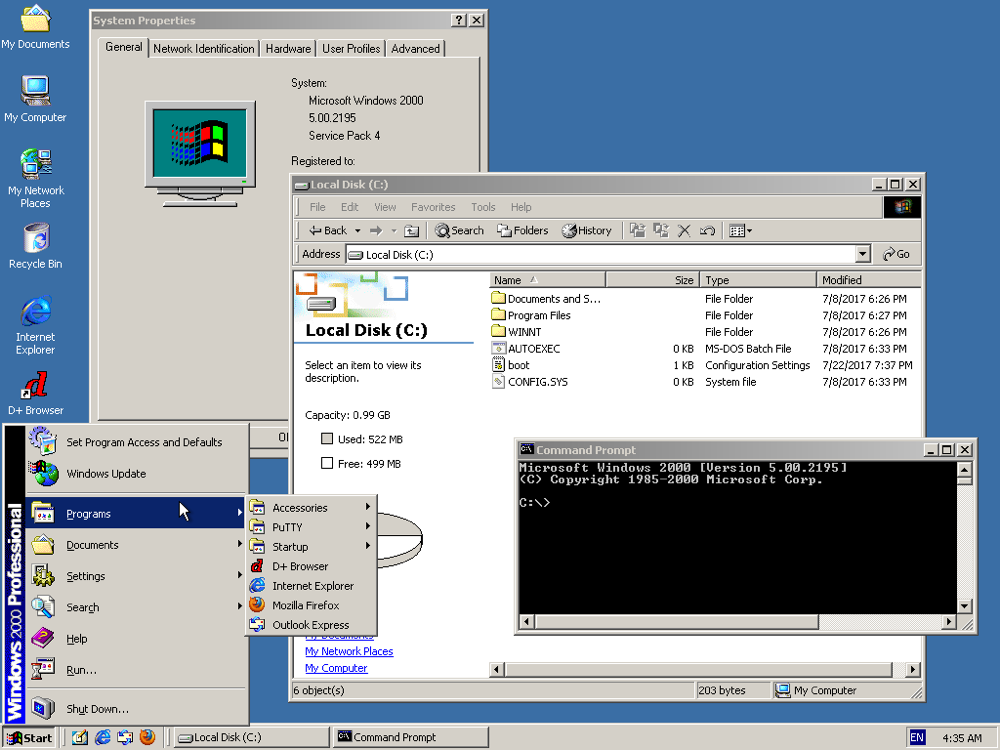 My Documents
My Computer
My Network
Places
Recycle Bin
Internet
Explorer
D+ Browser
System Properties
General
Network Identification
Hardware
User Profiles
Advanced
System:
Microsoft Windows 2000
5.00.2195
Service Pack 4
Registered to:
Local Disk (C:)
File Edit View Favorites Tools Help
Back
Search
Folders
History
Address
Local Disk (C:)
Go
Local Disk (C:)
Select an item to view its
description.
Capacity: 0.99 GB
Used: 522 MB
Free: 499 MB
My Documents
My Network Places
My Computer
Name Size Type Modified
Documents and S... File Folder 7/8/2017 6:26 PM
Program Files File Folder 7/8/2017 6:27 PM
WINNT File Folder 7/8/2017 6:26 PM
AUTOEXEC 0 KB MS-DOS Batch File 7/8/2017 6:33 PM
boot 1 KB Configuration Settings 7/22/2017 7:37 PM
CONFIG.SYS 0 KB System file 7/8/2017 6:33 PM
6 object(s)
203 bytes
My Computer
Command Prompt
Microsoft Windows 2000 [Version 5.00.2195]
(C) Copyright 1985-2000 Microsoft Corp.
C:\>
Windows 2000 Professional
Set Program Access and Defaults
Windows Update
Programs
Documents
Settings
Search
Help
Run...
Shut Down...
Accessories
PuTTY
Startup
D+ Browser
Internet Explorer
Mozilla Firefox
Outlook Express
Start
Local Disk (C:)
Command Prompt
EN
4:35 AM